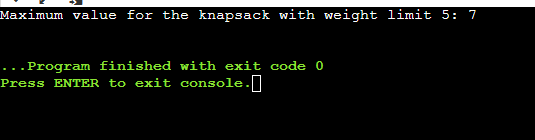 Maximum value for the knapsack with weight limit 5: 7
...Program finished with exit code 0
Press ENTER to exit console.